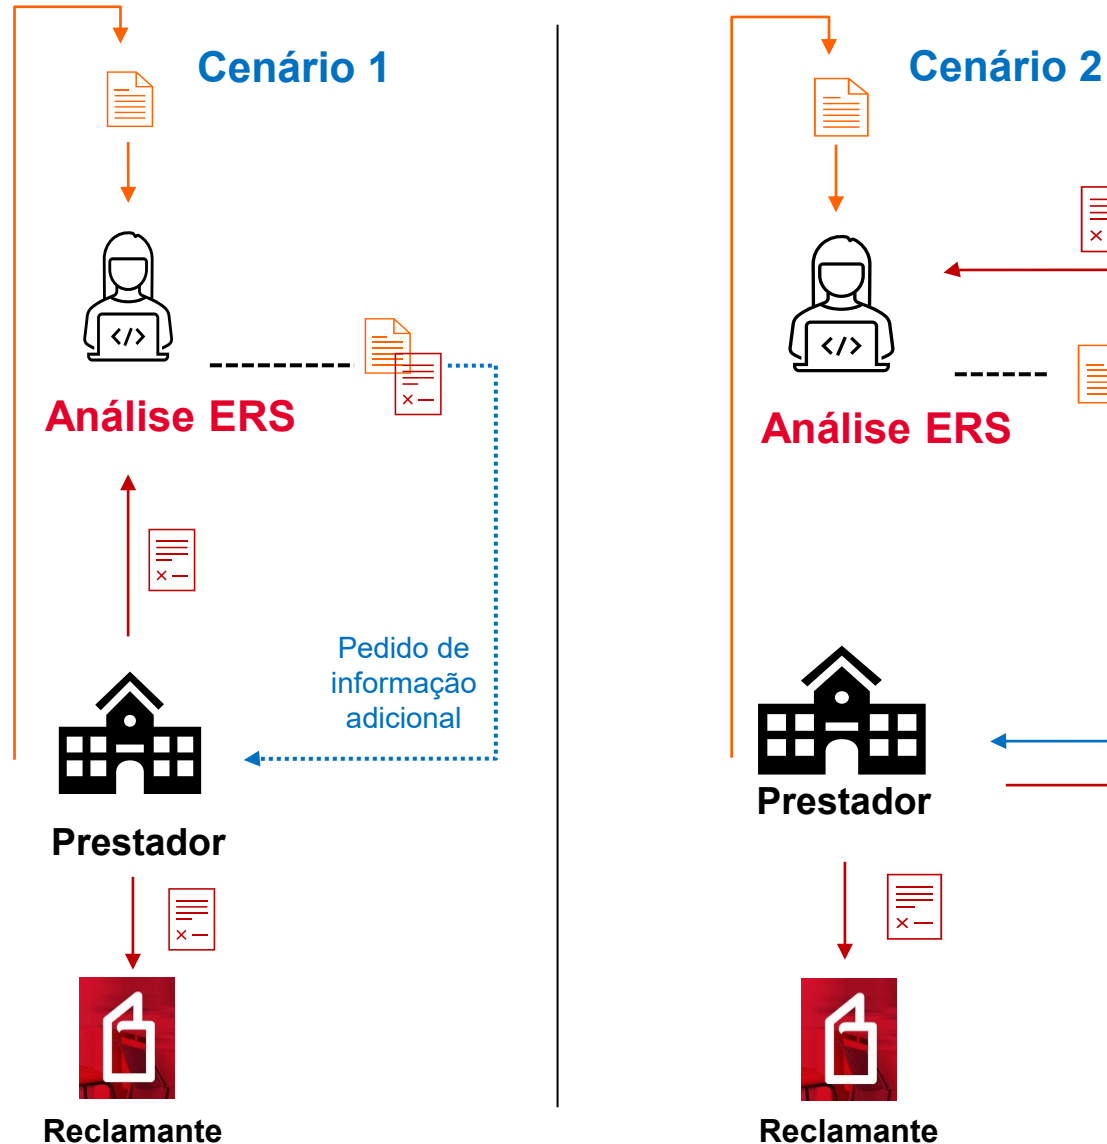 Cenário 1
</>
Análise ERS
Pedido de
informação
adicional
Prestador
Reclamante
Cenário 2
</>
Análise ERS
Prestador
Reclamante